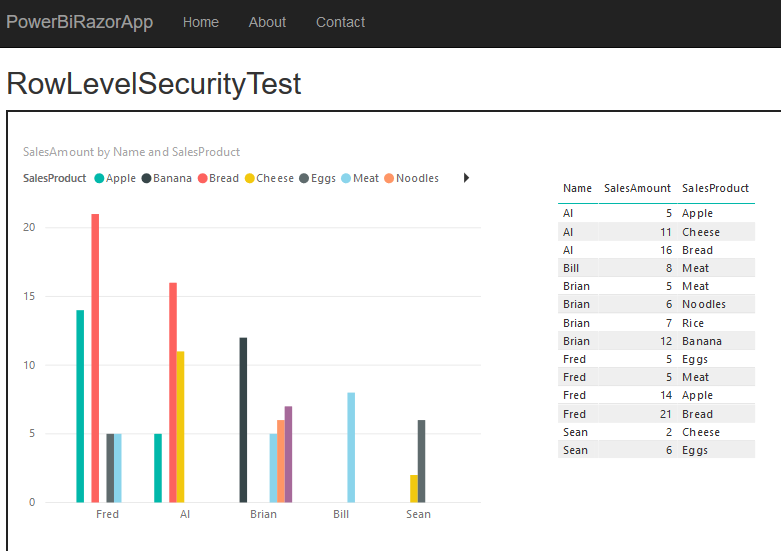 PowerBiRazorApp Home About Contact
RowLevelSecurityTest
SalesAmount by Name and SalesProduct
SalesProduct Apple Banana Bread Cheese Eggs Meat Noodles
20
15
10
5
0
Fred Al Brian Bill Sean
Name SalesAmount SalesProduct
Al 5 Apple
Al 11 Cheese
Al 16 Bread
Bill 8 Meat
Brian 5 Meat
Brian 6 Noodles
Brian 7 Rice
Brian 12 Banana
Fred 5 Eggs
Fred 5 Meat
Fred 14 Apple
Fred 21 Bread
Sean 2 Cheese
Sean 6 Eggs